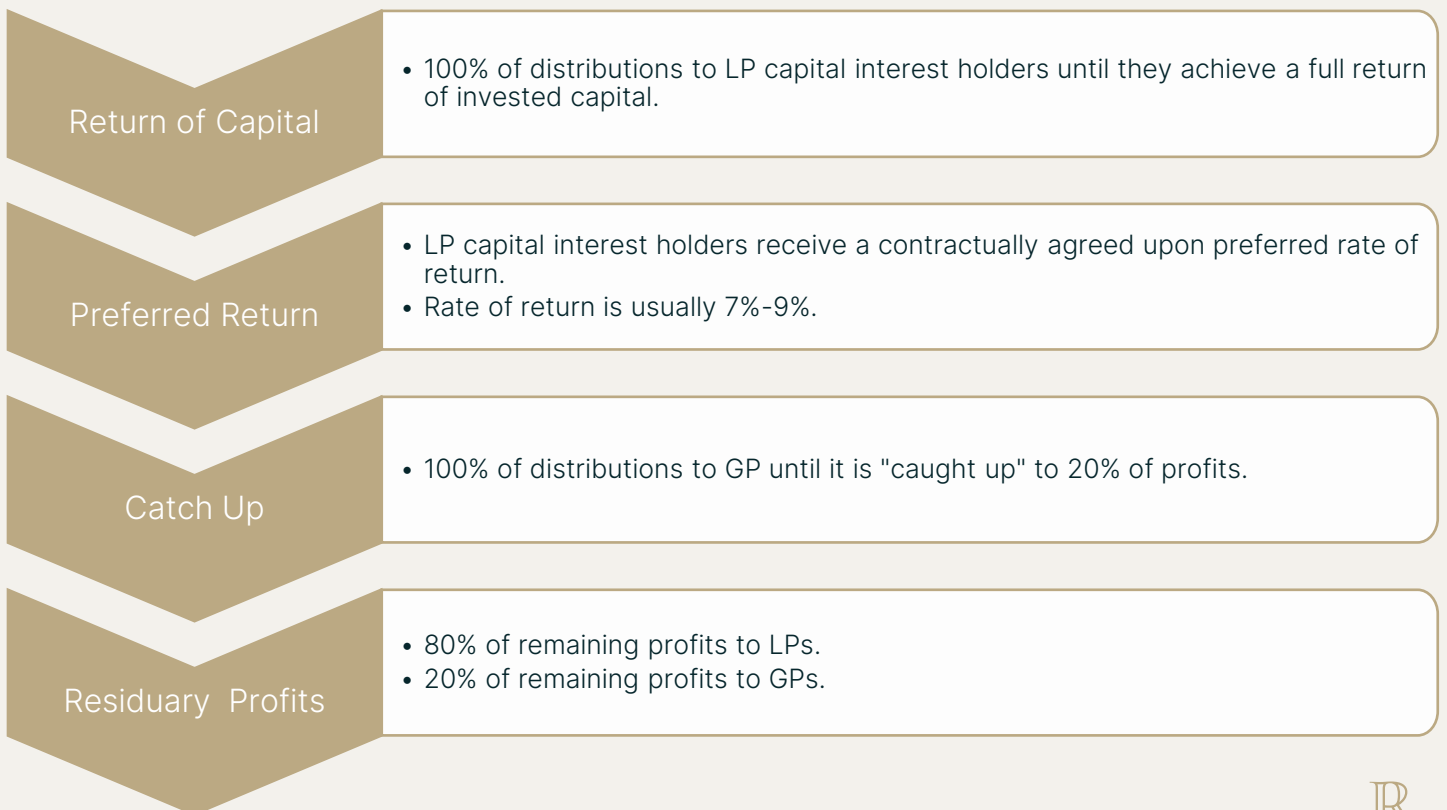 Return of Capital
• 100% of distributions to LP capital interest holders until they achieve a full return
of invested capital.
Preferred Return
• LP capital interest holders receive a contractually agreed upon preferred rate of
return.
• Rate of return is usually 7%-9%.
Catch Up
• 100% of distributions to GP until it is "caught up" to 20% of profits.
Residuary  Profits
• 80% of remaining profits to LPs.
• 20% of remaining profits to GPs.